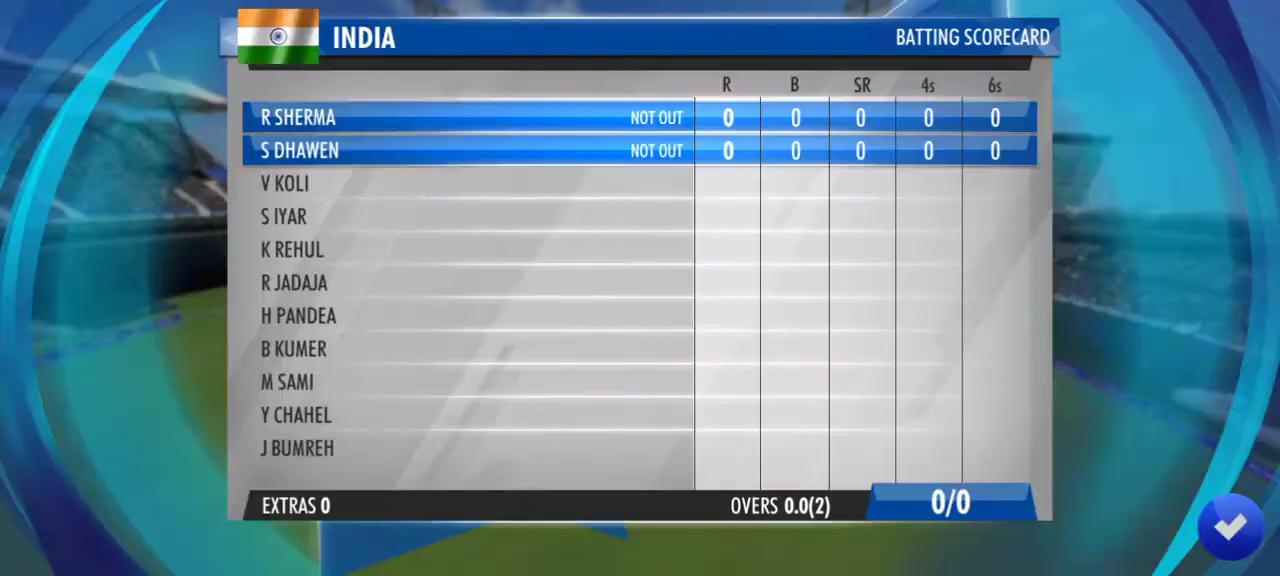 INDIA BATTING SCORECARD
R B SR 4s 6s
R SHERMA NOT OUT 0 0 0 0 0
S DHAWEN NOT OUT 0 0 0 0 0
V KOLI
S IYAR
K REHUL
R JADAJA
H PANDEA
B KUMER
M SAMI
Y CHAHEL
J BUMREH
EXTRAS 0 OVERS 0.0(2) 0/0